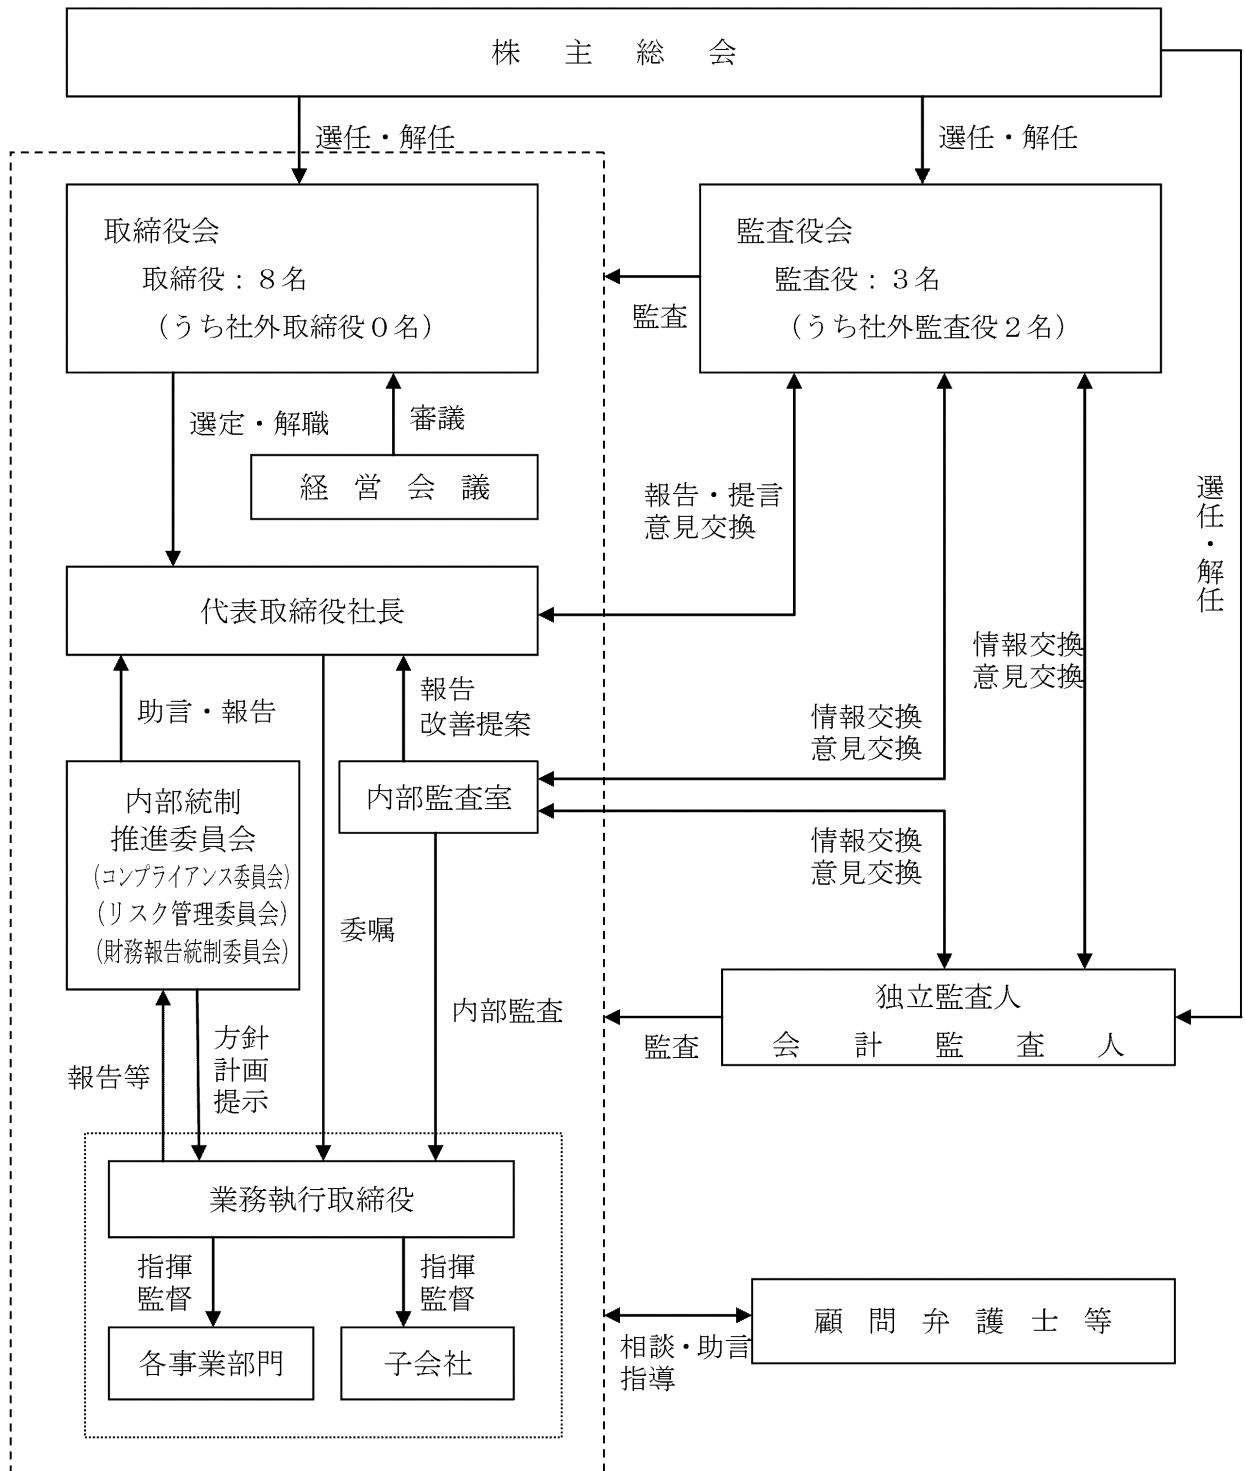 株主総会
選任・解任
選任・解任
取締役会
取締役：８名
（うち社外取締役０名）
監査役会
監査役：３名
（うち社外監査役２名）
監査
選定・解職
審議
経営会議
報告・提言
意見交換
選任・解任
代表取締役社長
情報交換
意見交換
助言・報告
報告
改善提案
情報交換
意見交換
内部統制
推進委員会
(コンプライアンス委員会)
(リスク管理委員会)
(財務報告統制委員会)
内部監査室
情報交換
意見交換
委嘱
内部監査
独立監査人
会計監査人
監査
報告等
方針
計画
提示
業務執行取締役
指揮
監督
指揮
監督
各事業部門
子会社
顧問弁護士等
相談・助言
指導